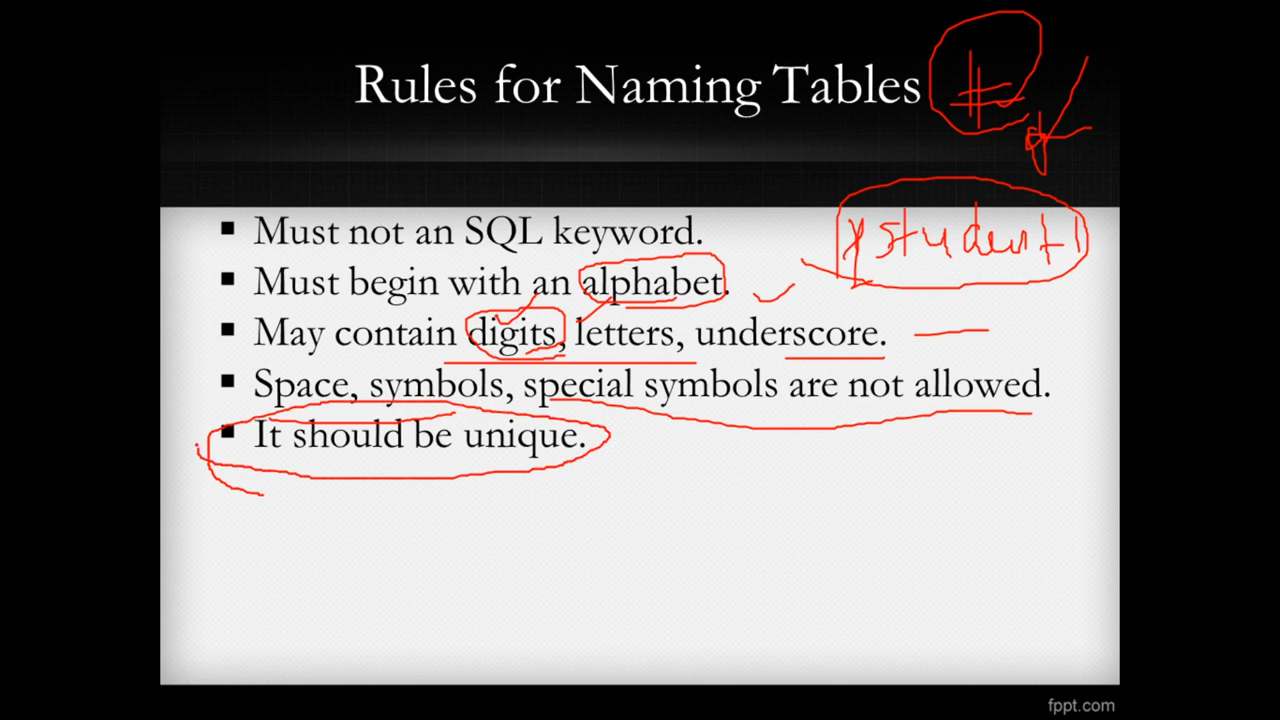 Rules for Naming Tables #
student1
▪ Must not an SQL keyword.
▪ Must begin with an alphabet.
▪ May contain digits, letters, underscore.
▪ Space, symbols, special symbols are not allowed.
▪ It should be unique.
fppt.com